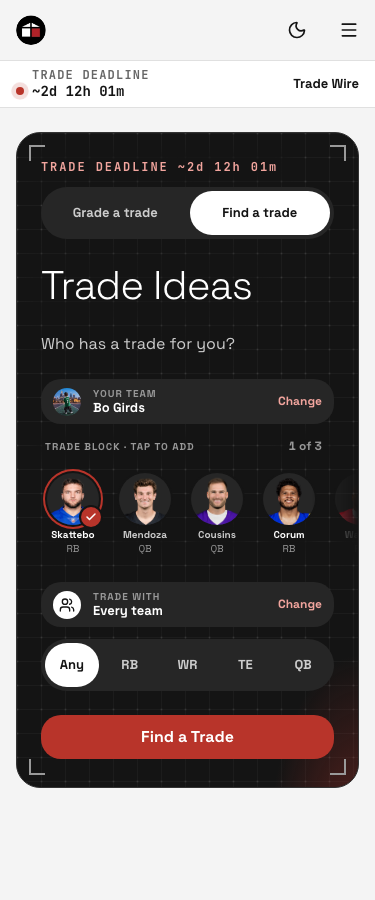 TRADE DEADLINE
~2d 12h 01m
Trade Wire
TRADE DEADLINE ~2d 12h 01m
Grade a trade
Find a trade
Trade Ideas
Who has a trade for you?
YOUR TEAM
Bo Girds
Change
TRADE BLOCK · TAP TO ADD
1 of 3
Skattebo
RB
Mendoza
QB
Cousins
QB
Corum
RB
TRADE WITH
Every team
Change
Any
RB
WR
TE
QB
Find a Trade